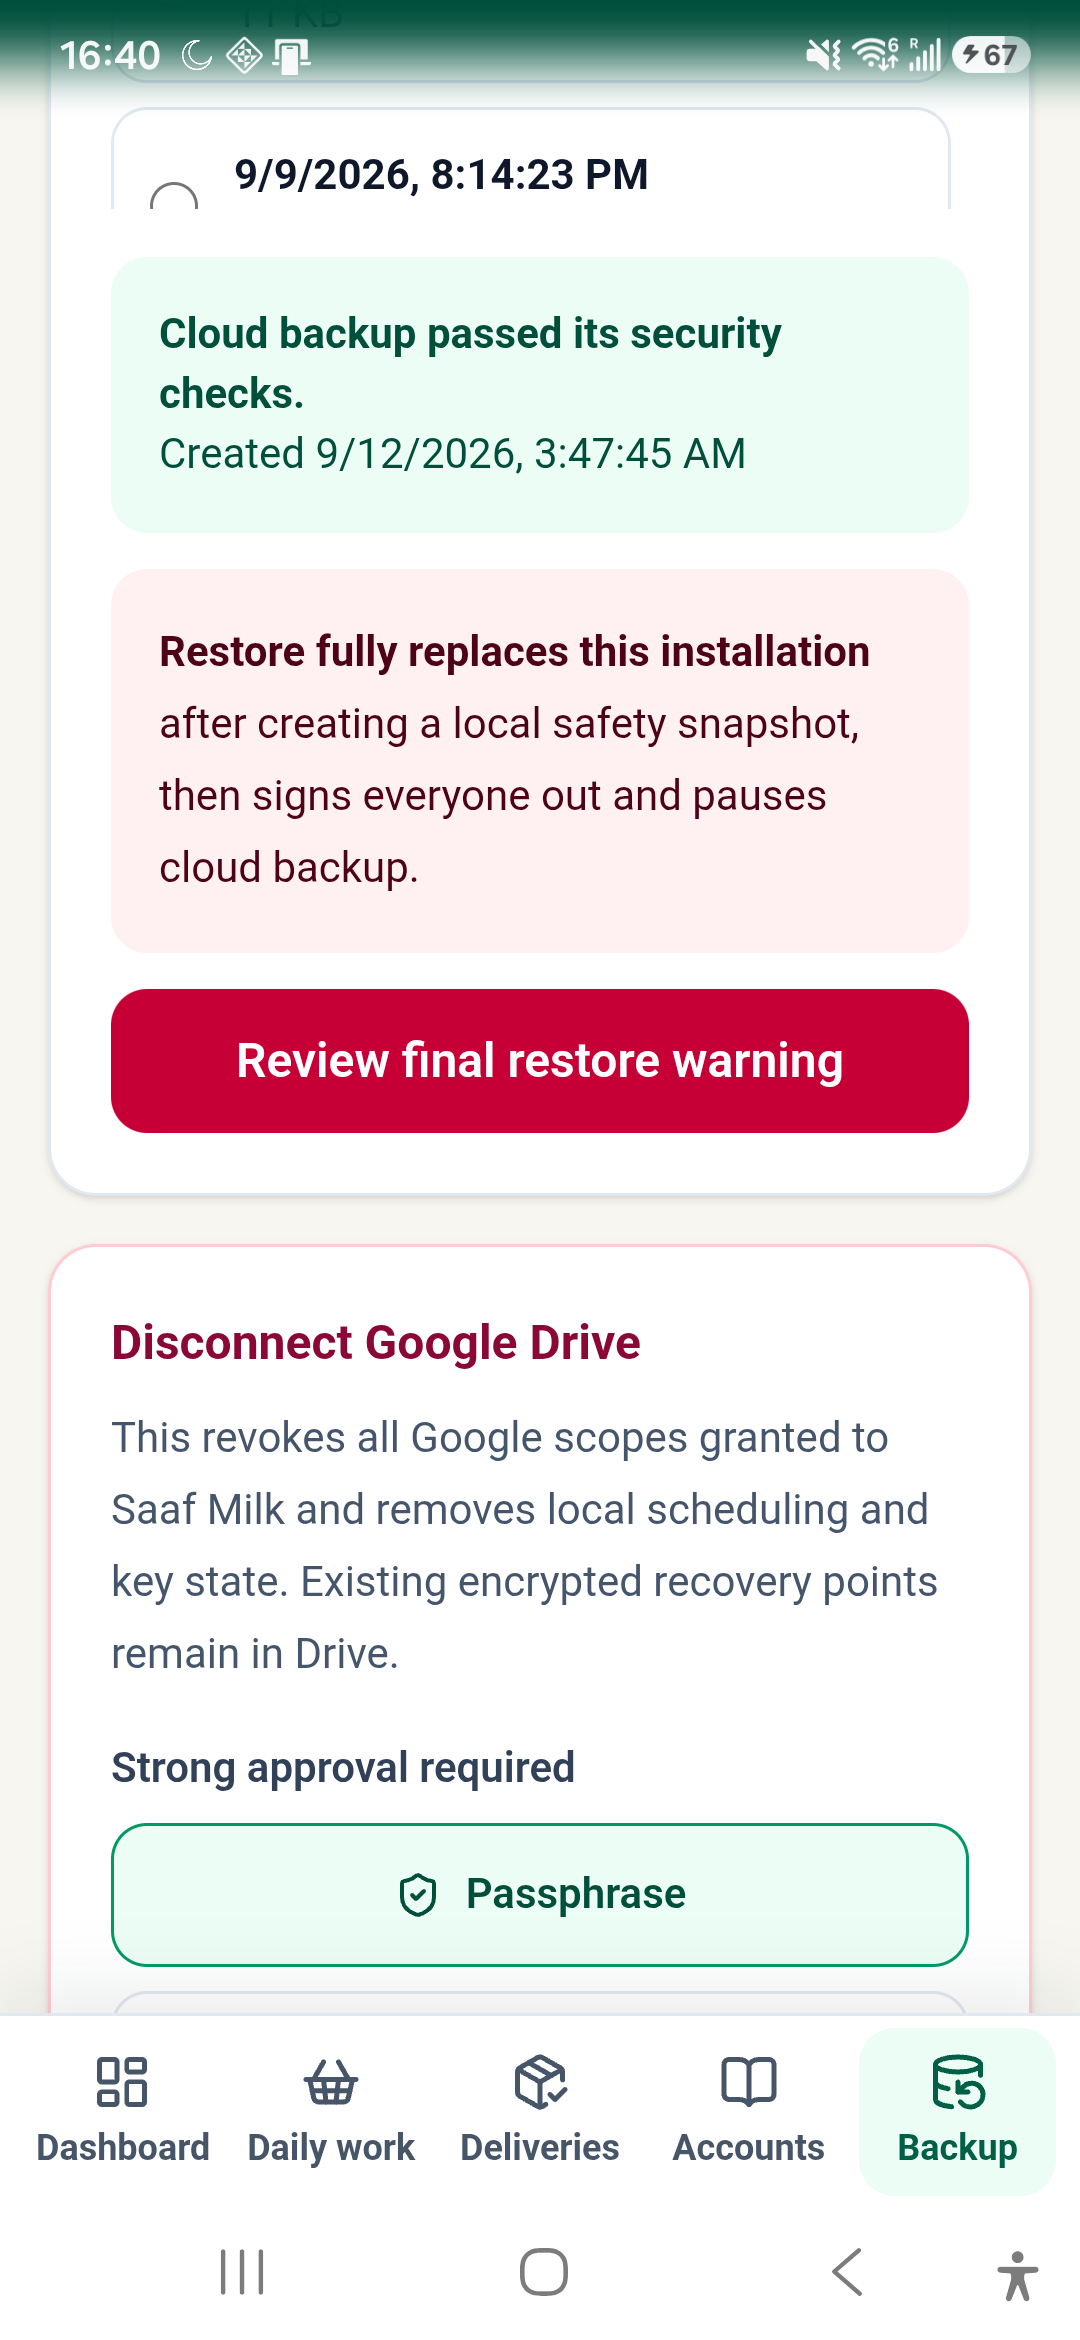 11 KB
16:40
6
R
67
9/9/2026, 8:14:23 PM
Cloud backup passed its security
checks.
Created 9/12/2026, 3:47:45 AM
Restore fully replaces this installation
after creating a local safety snapshot,
then signs everyone out and pauses
cloud backup.
Review final restore warning
Disconnect Google Drive
This revokes all Google scopes granted to
Saaf Milk and removes local scheduling and
key state. Existing encrypted recovery points
remain in Drive.
Strong approval required
Passphrase
Dashboard
Daily work
Deliveries
Accounts
Backup